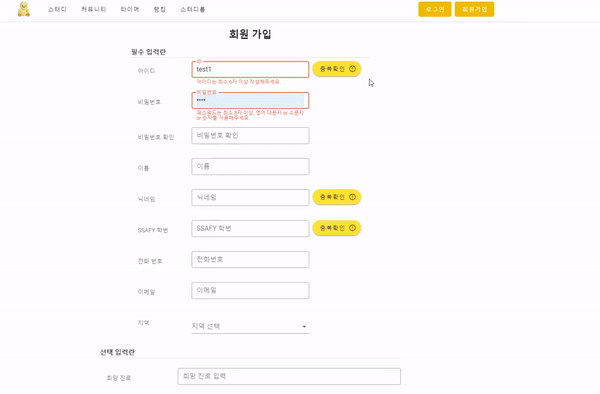 스터디 커뮤니티 타이머 랭킹 스터디룸 로그인 회원가입
회원 가입
필수 입력란
ID
아이디 test1 중복확인
아이디는 최소 6자 이상 작성해주세요.
비밀번호
비밀번호 ••••
패스워드는 최소 8자 이상, 영어 대문자 or 소문자
or 숫자를 사용해주세요.
비밀번호 확인 비밀번호 확인
이름 이름
닉네임 닉네임 중복확인
SSAFY 학번 SSAFY 학번 중복확인
전화 번호 전화번호
이메일 이메일
지역 지역 선택
선택 입력란
희망 진로 희망 진로 입력